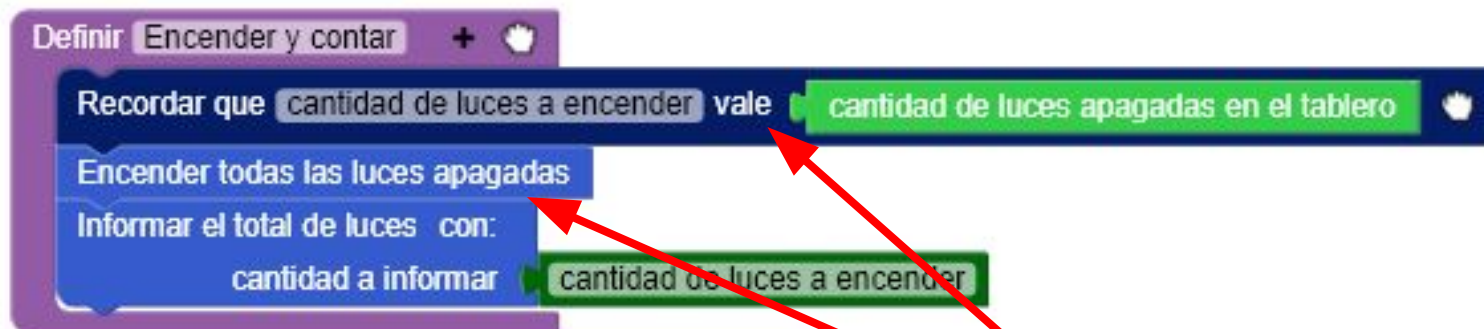 Definir Encender y contar +
Recordar que cantidad de luces a encender vale cantidad de luces apagadas en el tablero
Encender todas las luces apagadas
Informar el total de luces con:
cantidad a informar cantidad de luces a encender